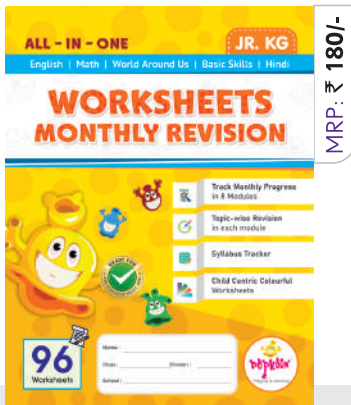 ALL - IN - ONE
JR. KG
English | Math | World Around Us | Basic Skills | Hindi
WORKSHEETS
MONTHLY REVISION
MRP: ₹ 180/-
Track Monthly Progress
in 8 Modules
Topic-wise Revision
in each module
Syllabus Tracker
Child Centric Colourful
Worksheets
96
Worksheets
Name :
Class :
Division :
School :